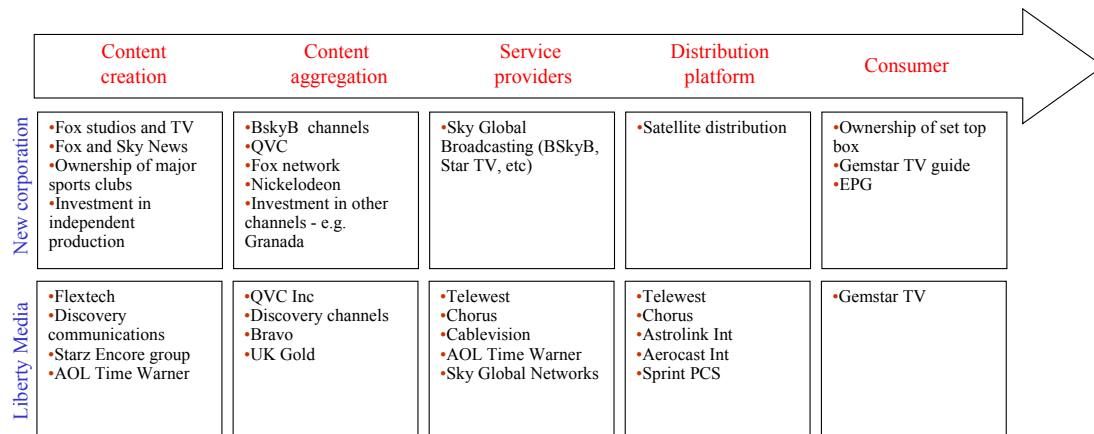 Content
creation
Content
aggregation
Service
providers
Distribution
platform
Consumer
New corporation
•Fox studios and TV
•Fox and Sky News
•Ownership of major
sports clubs
•Investment in
independent
production
•BskyB channels
•QVC
•Fox network
•Nickelodeon
•Investment in other
channels - e.g.
Granada
•Sky Global
Broadcasting (BSkyB,
Star TV, etc)
•Satellite distribution
•Ownership of set top
box
•Gemstar TV guide
•EPG
Liberty Media
•Flextech
•Discovery
communications
•Starz Encore group
•AOL Time Warner
•QVC Inc
•Discovery channels
•Bravo
•UK Gold
•Telewest
•Chorus
•Cablevision
•AOL Time Warner
•Sky Global Networks
•Telewest
•Chorus
•Astrolink Int
•Aerocast Int
•Sprint PCS
•Gemstar TV